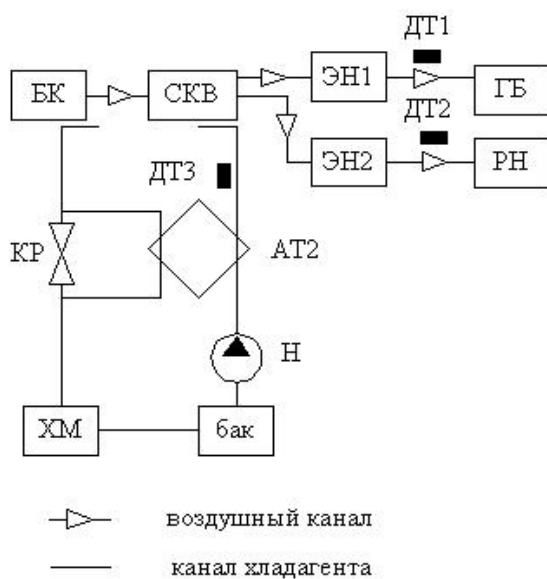 ДТ1
БК
СКВ
ЭН1
ГБ
ДТ2
ДТ3
ЭН2
РН
КР
АТ2
Н
ХМ
бак
воздушный канал
канал хладагента